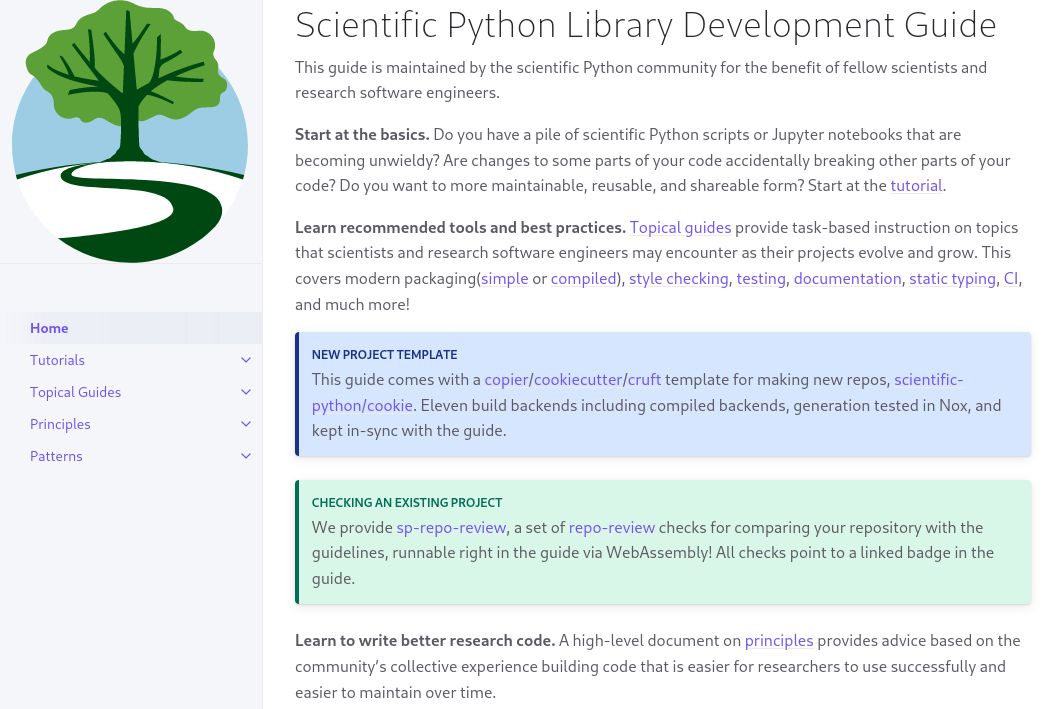 Scientific Python Library Development Guide
This guide is maintained by the scientific Python community for the benefit of fellow scientists and
research software engineers.
Start at the basics. Do you have a pile of scientific Python scripts or Jupyter notebooks that are
becoming unwieldy? Are changes to some parts of your code accidentally breaking other parts of your
code? Do you want to more maintainable, reusable, and shareable form? Start at the tutorial.
Learn recommended tools and best practices. Topical guides provide task-based instruction on topics
that scientists and research software engineers may encounter as their projects evolve and grow. This
covers modern packaging(simple or compiled), style checking, testing, documentation, static typing, CI,
and much more!
Home
Tutorials
Topical Guides
Principles
Patterns
NEW PROJECT TEMPLATE
This guide comes with a copier/cookiecutter/cruft template for making new repos, scientific-
python/cookie. Eleven build backends including compiled backends, generation tested in Nox, and
kept in-sync with the guide.
CHECKING AN EXISTING PROJECT
We provide sp-repo-review, a set of repo-review checks for comparing your repository with the
guidelines, runnable right in the guide via WebAssembly! All checks point to a linked badge in the
guide.
Learn to write better research code. A high-level document on principles provides advice based on the
community’s collective experience building code that is easier for researchers to use successfully and
easier to maintain over time.